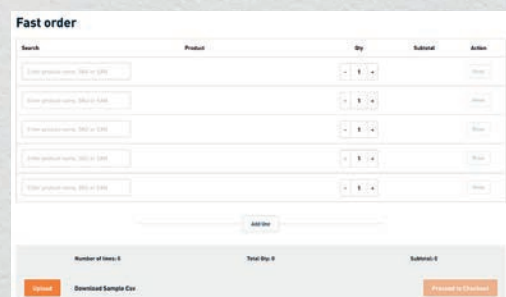 Fast order
Search Product Qty Subtotal Action
Enter product name, SKU or EAN - 1 +
Enter product name, SKU or EAN - 1 +
Enter product name, SKU or EAN - 1 +
Enter product name, SKU or EAN - 1 +
Enter product name, SKU or EAN - 1 +
Add line
Number of lines: 5 Total Qty: 0 Subtotal: 0
Upload Download Sample Csv Proceed to Checkout